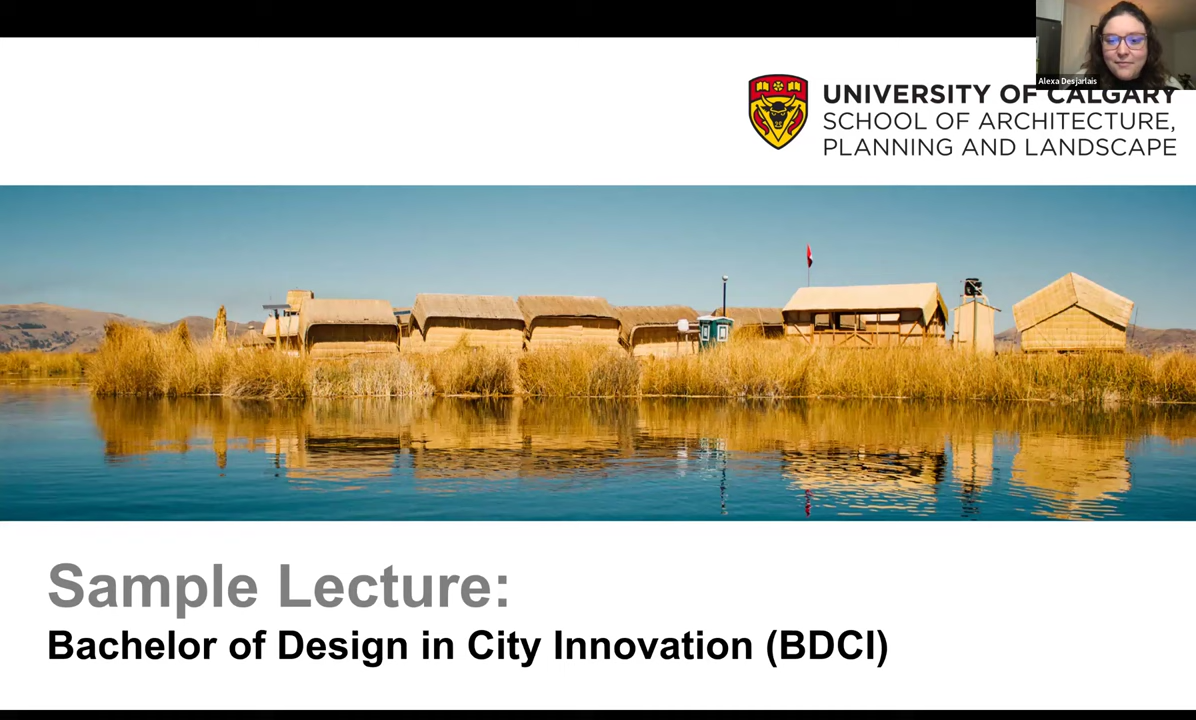 Alexa Desjarlais
UNIVERSITY OF CALGARY
SCHOOL OF ARCHITECTURE,
PLANNING AND LANDSCAPE
Sample Lecture:
Bachelor of Design in City Innovation (BDCI)